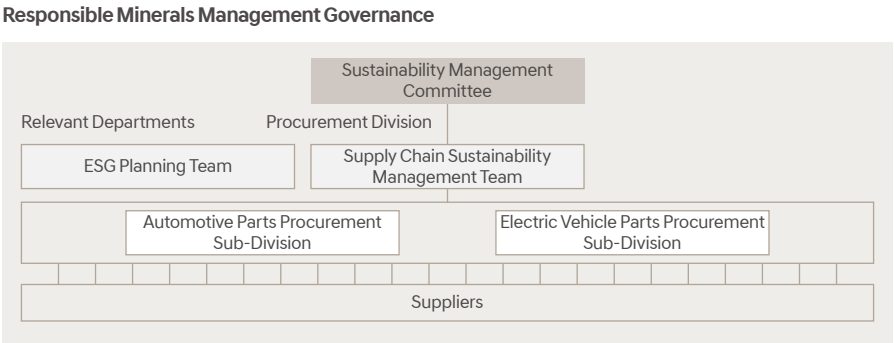 Responsible Minerals Management Governance
Sustainability Management
Committee
Relevant Departments
Procurement Division
ESG Planning Team
Supply Chain Sustainability
Management Team
Automotive Parts Procurement
Sub-Division
Electric Vehicle Parts Procurement
Sub-Division
Suppliers